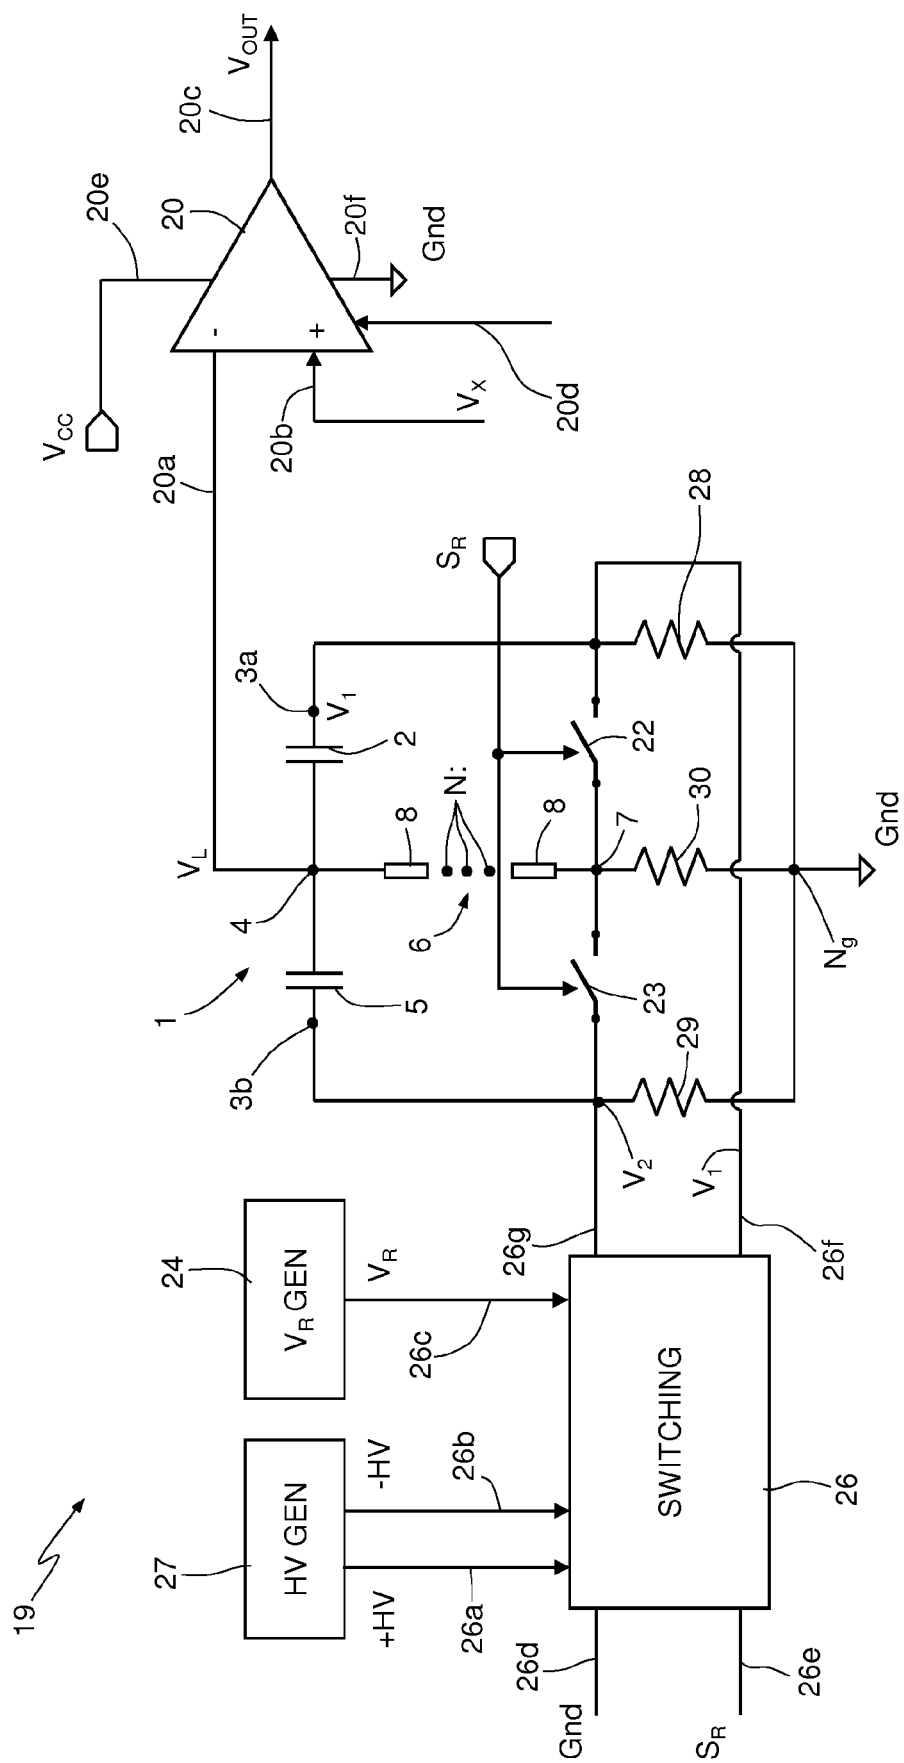 19
27
HV GEN
+HV
-HV
26a
26b
24
V_R GEN
V_R
26c
Gnd
26d
S_R
26e
SWITCHING
26
26g
26f
V_2
V_1
1
3b
5
4
V_L
2
3a
V_1
8
N:
6
8
7
S_R
22
23
29
30
28
N_g
Gnd
20a
V_CC
20e
20
-
+
20b
V_X
20d
20f
Gnd
20c
V_OUT